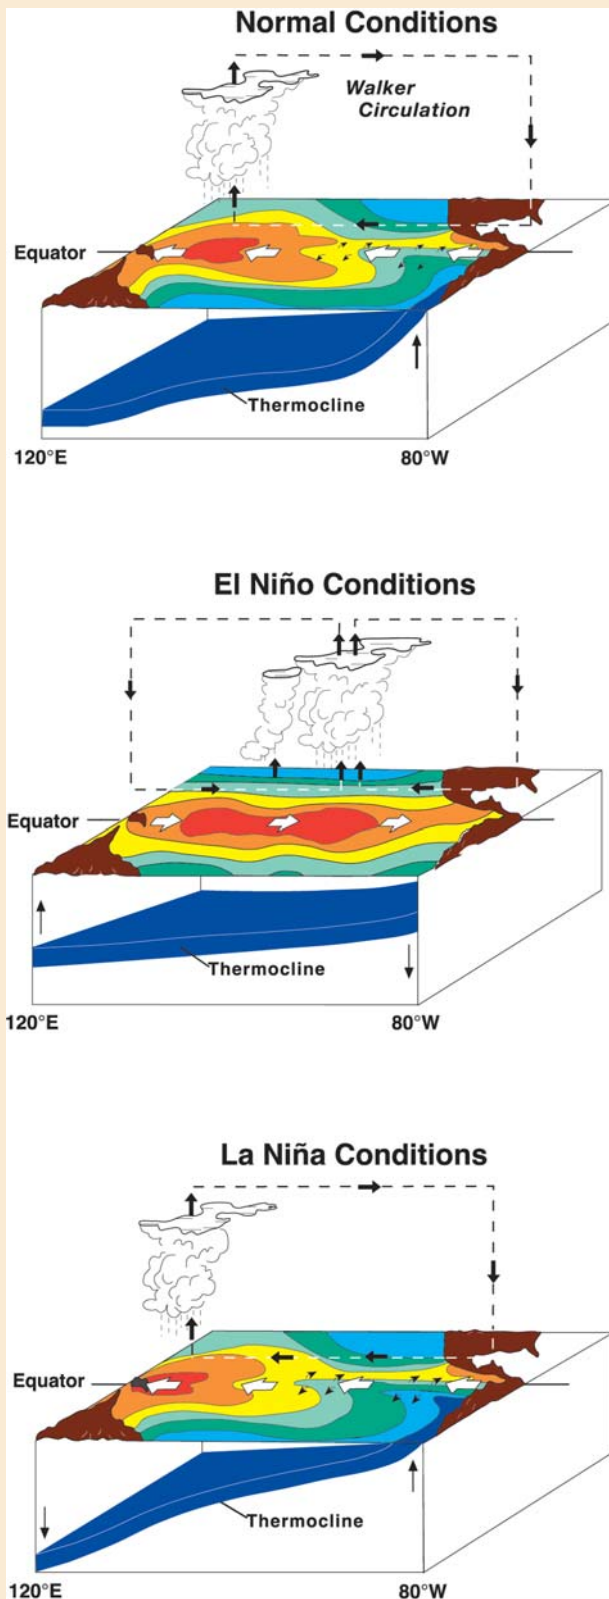 Normal Conditions
Walker
Circulation
Equator
Thermocline
120°E 80°W
El Niño Conditions
Equator
Thermocline
120°E 80°W
La Niña Conditions
Equator
Thermocline
120°E 80°W